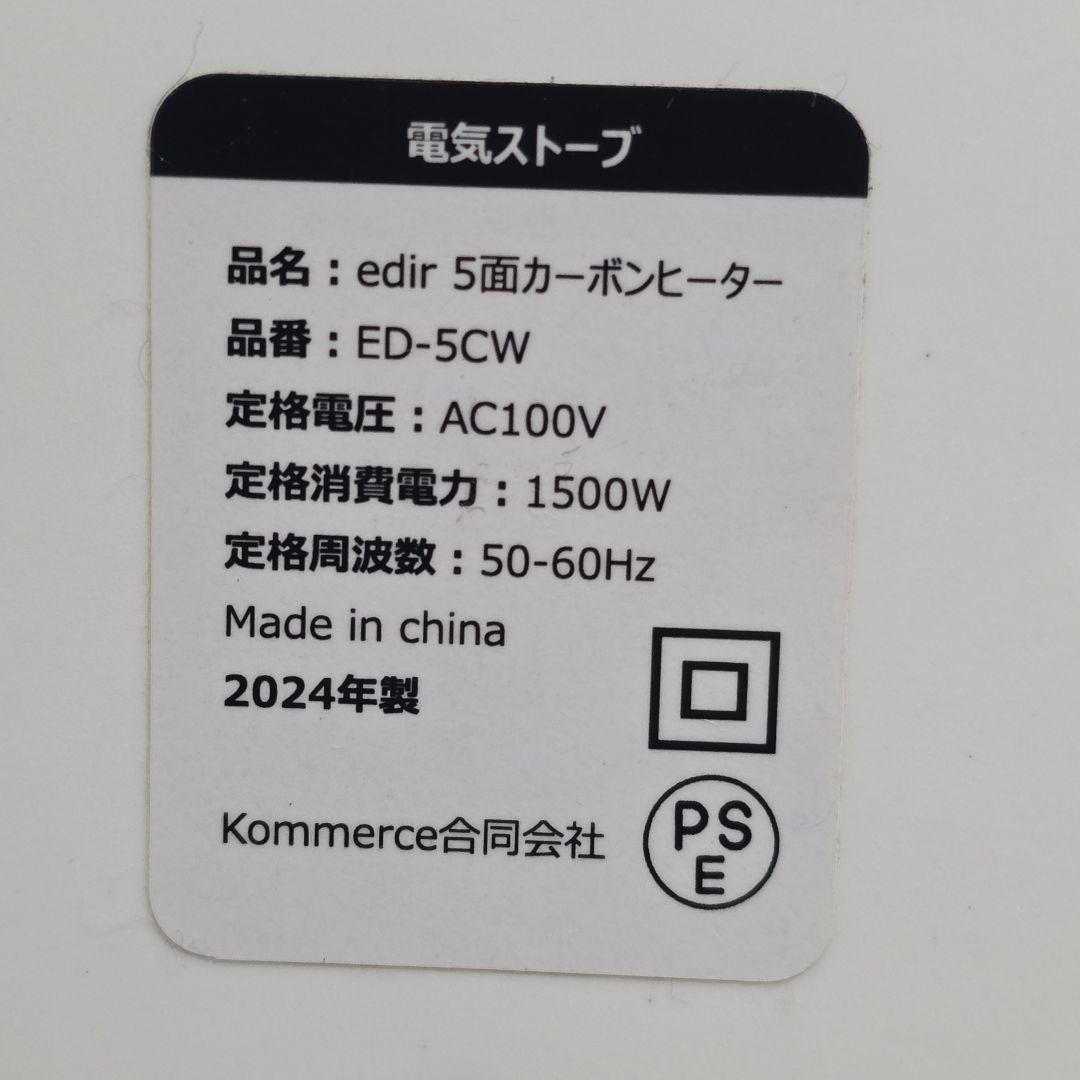 電気ストーブ
品名：edir 5面カーボンヒーター
品番：ED-5CW
定格電圧：AC100V
定格消費電力：1500W
定格周波数：50-60Hz
Made in china
2024年製
Kommerce合同会社
PS
E